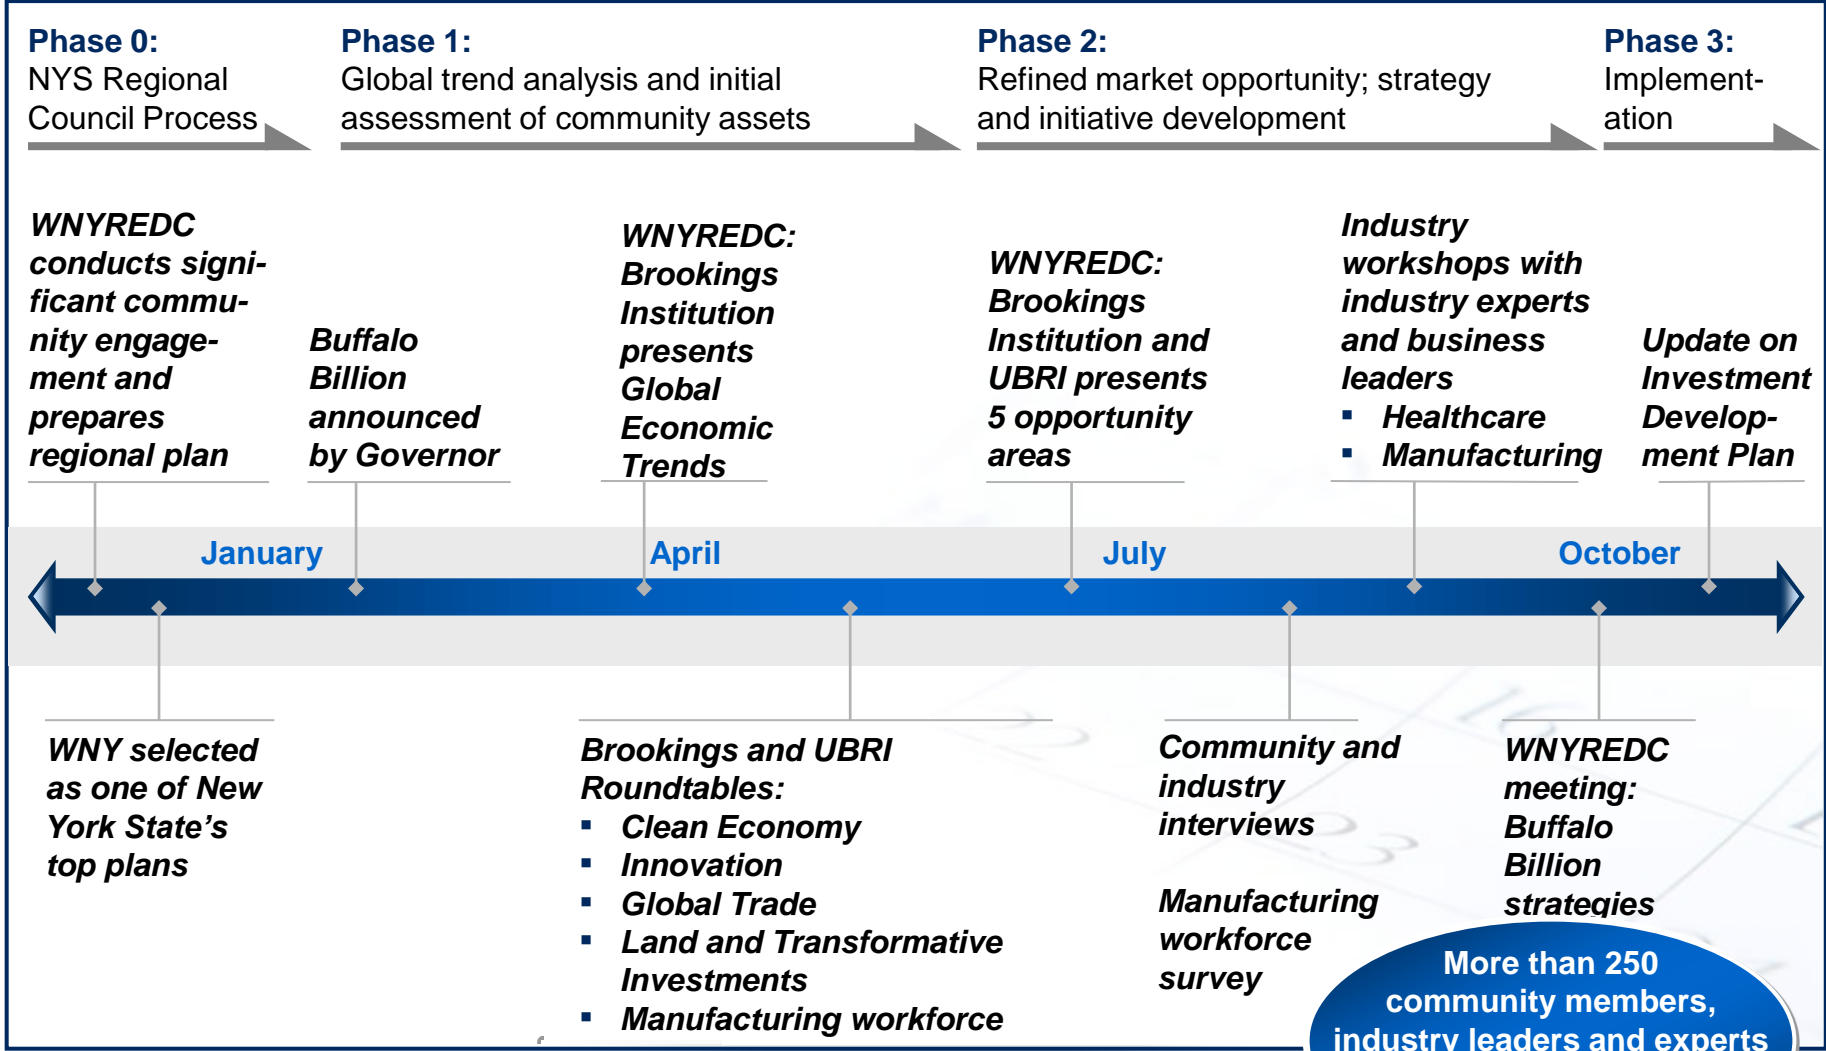 Phase 0:
NYS Regional
Council Process
Phase 1:
Global trend analysis and initial
assessment of community assets
Phase 2:
Refined market opportunity; strategy
and initiative development
Phase 3:
Implement-
ation
WNYREDC
conducts signi-
ficant commu-
nity engage-
ment and
prepares
regional plan
Buffalo
Billion
announced
by Governor
WNYREDC:
Brookings
Institution
presents
Global
Economic
Trends
WNYREDC:
Brookings
Institution and
UBRI presents
5 opportunity
areas
Industry
workshops with
industry experts
and business
leaders
▪ Healthcare
▪ Manufacturing
Update on
Investment
Develop-
ment Plan
January
April
July
October
WNY selected
as one of New
York State’s
top plans
Brookings and UBRI
Roundtables:
▪ Clean Economy
▪ Innovation
▪ Global Trade
▪ Land and Transformative
Investments
▪ Manufacturing workforce
Community and
industry
interviews
Manufacturing
workforce
survey
WNYREDC
meeting:
Buffalo
Billion
strategies
More than 250
community members,
industry leaders and experts
22
16
23